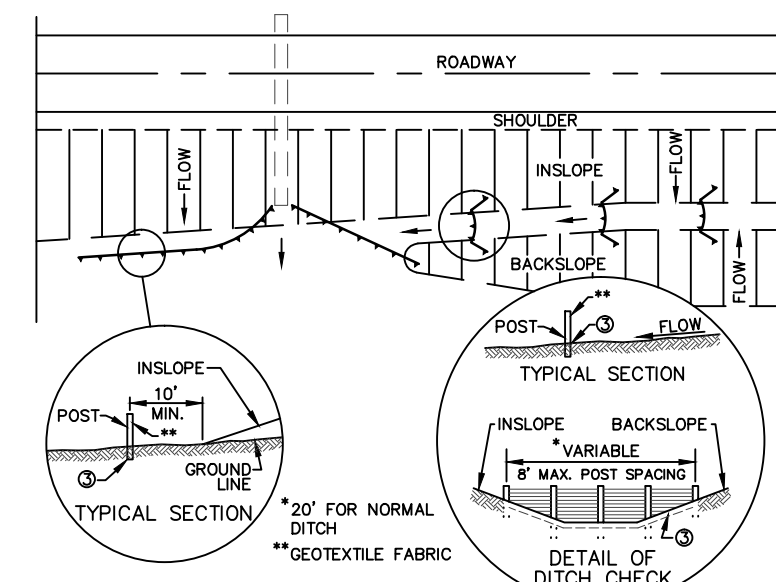 ROADWAY
SHOULDER
FLOW
INSLOPE
FLOW
BACKSLOPE
FLOW
**
POST
③
FLOW
TYPICAL SECTION
INSLOPE
10'
MIN.
POST
**
③
GROUND
LINE
TYPICAL SECTION
*20' FOR NORMAL
DITCH
**GEOTEXTILE FABRIC
INSLOPE
BACKSLOPE
*VARIABLE
8' MAX. POST SPACING
③
DETAIL OF
DITCH CHECK